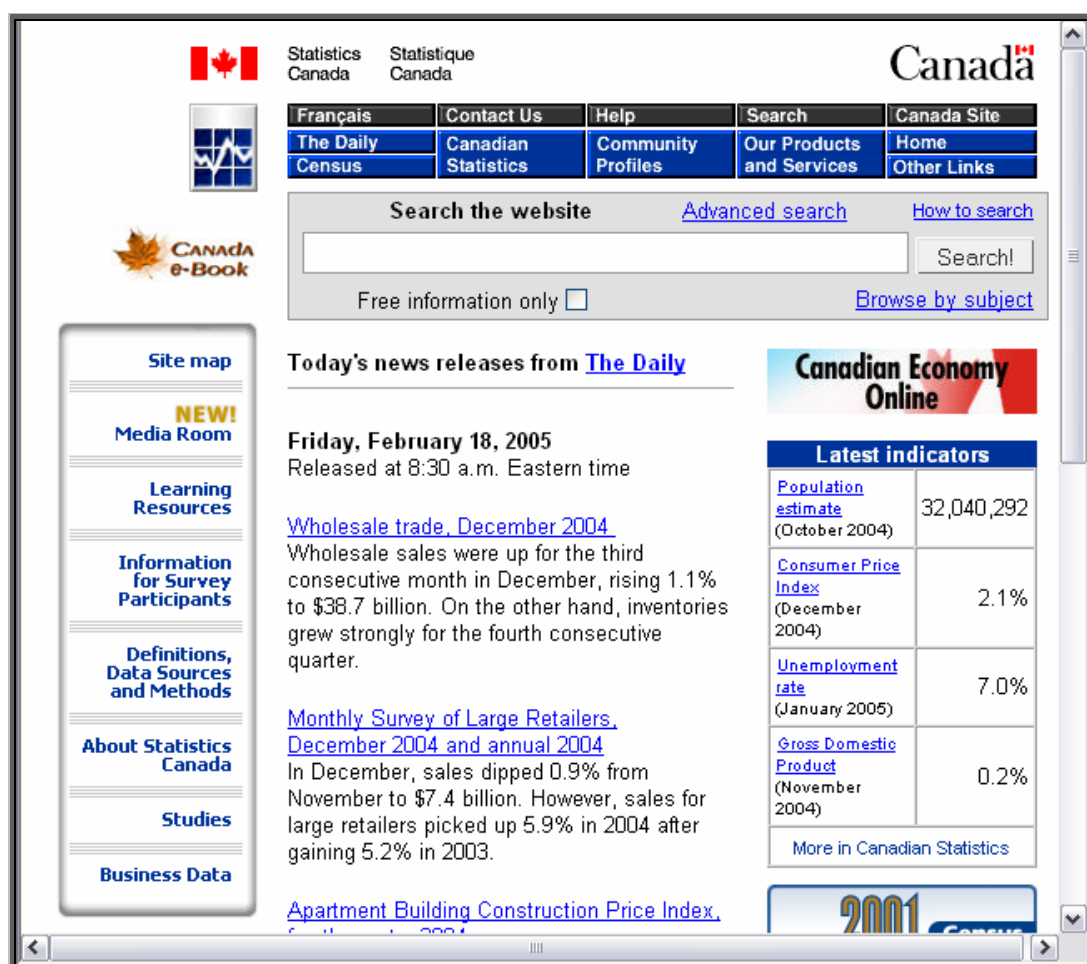 Statistics Statistique
Canada Canada
Canada
Français Contact Us Help Search Canada Site
The Daily Canadian Community Our Products Home
Census Statistics Profiles and Services Other Links
Search the website Advanced search How to search
CANADA
e-Book
Search!
Free information only Browse by subject
Site map
NEW!
Media Room
Learning
Resources
Information
for Survey
Participants
Definitions,
Data Sources
and Methods
About Statistics
Canada
Studies
Business Data
Today's news releases from The Daily
Friday, February 18, 2005
Released at 8:30 a.m. Eastern time
Wholesale trade, December 2004
Wholesale sales were up for the third
consecutive month in December, rising 1.1%
to $38.7 billion. On the other hand, inventories
grew strongly for the fourth consecutive
quarter.
Monthly Survey of Large Retailers,
December 2004 and annual 2004
In December, sales dipped 0.9% from
November to $7.4 billion. However, sales for
large retailers picked up 5.9% in 2004 after
gaining 5.2% in 2003.
Apartment Building Construction Price Index,
Canadian Economy
Online
Latest indicators
Population
estimate 32,040,292
(October 2004)
Consumer Price
Index
(December 2.1%
2004)
Unemployment
rate 7.0%
(January 2005)
Gross Domestic
Product 0.2%
(November
2004)
More in Canadian Statistics
2001 Census